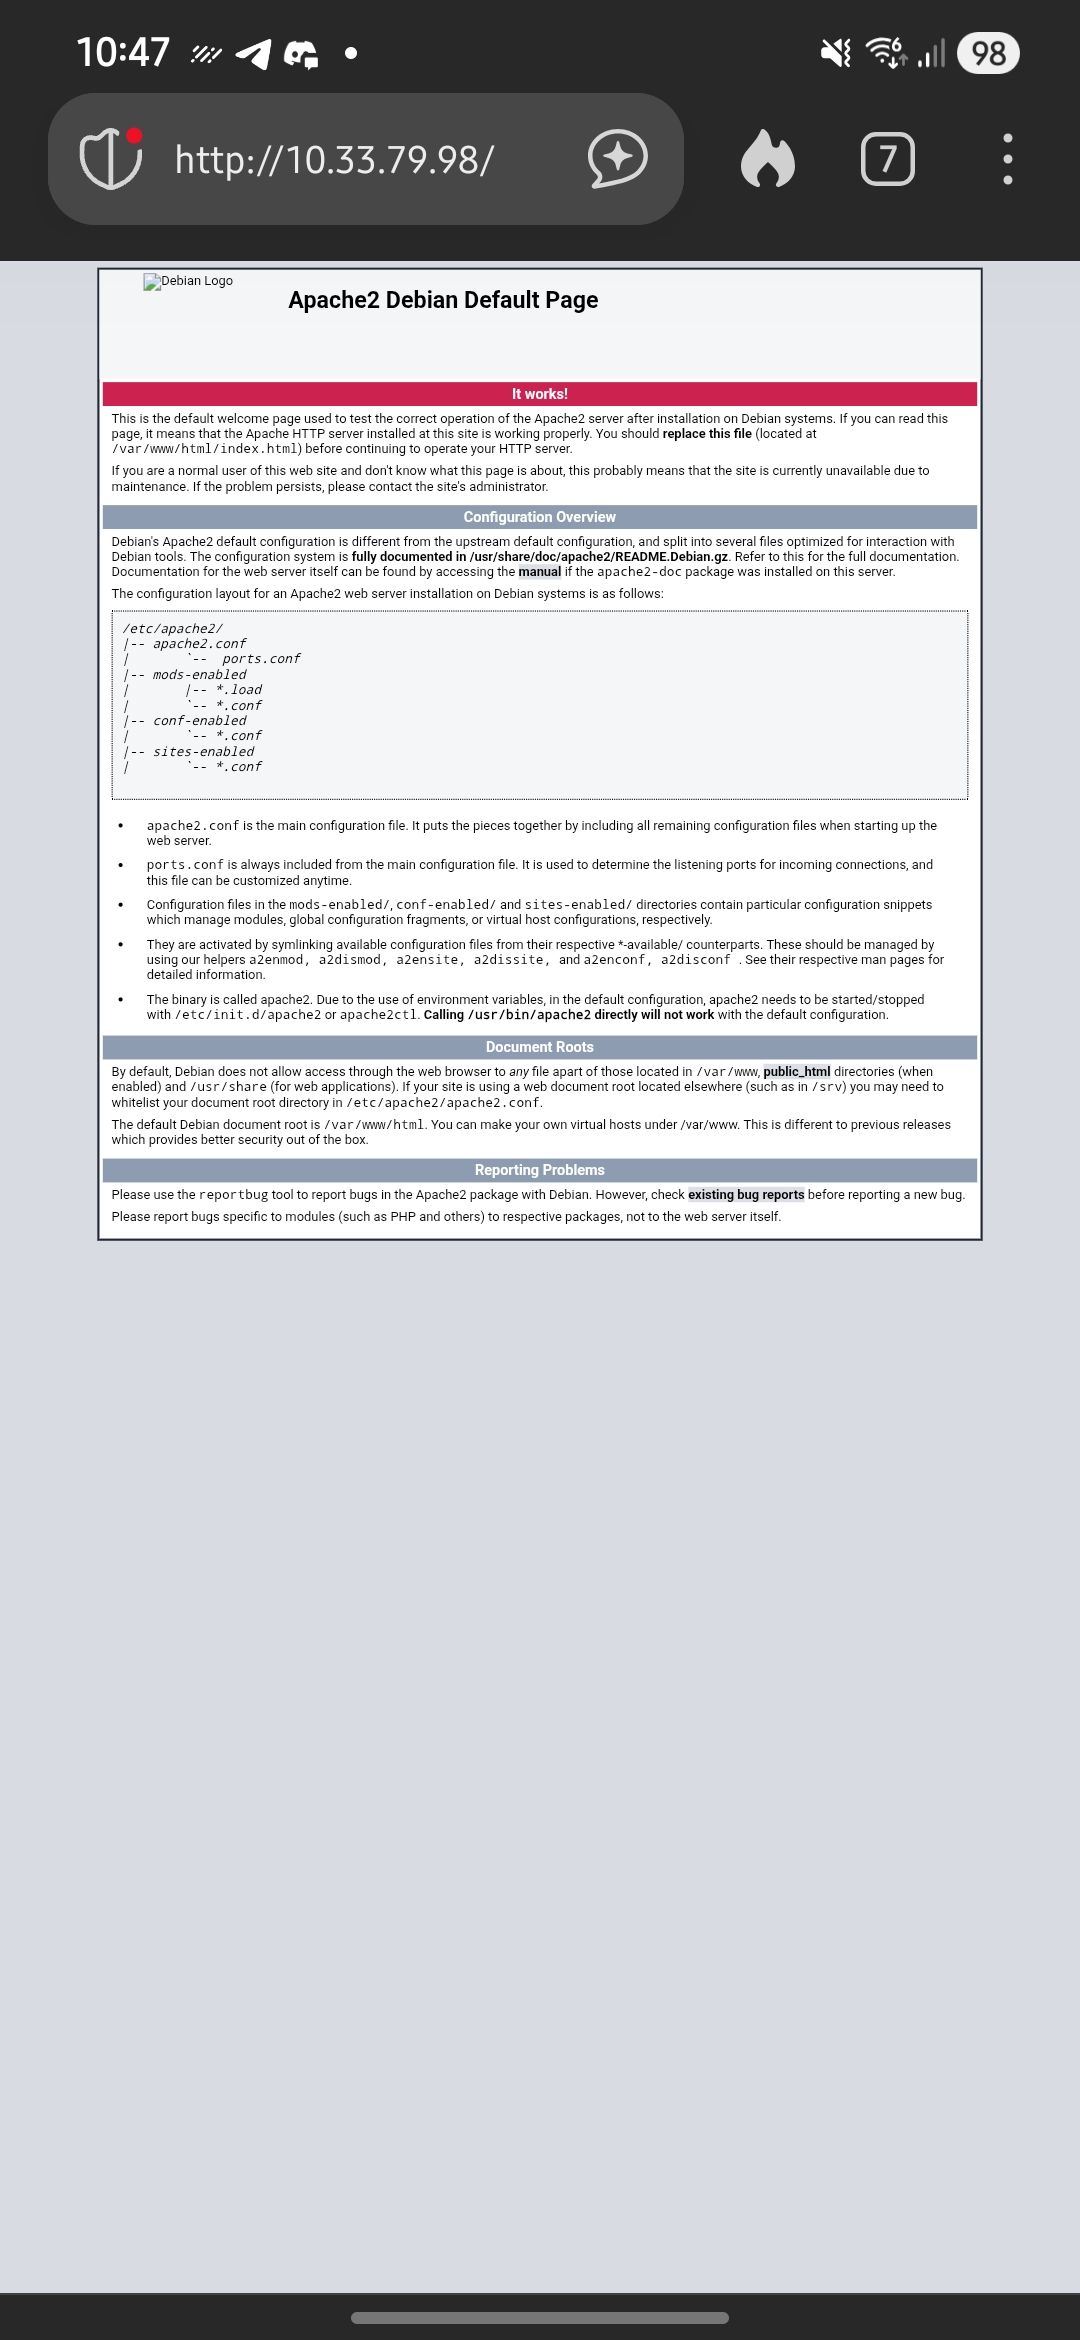 10:47
98
http://10.33.79.98/
7
Debian Logo
Apache2 Debian Default Page
It works!
This is the default welcome page used to test the correct operation of the Apache2 server after installation on Debian systems. If you can read this
page, it means that the Apache HTTP server installed at this site is working properly. You should replace this file (located at
/var/www/html/index.html) before continuing to operate your HTTP server.
If you are a normal user of this web site and don't know what this page is about, this probably means that the site is currently unavailable due to
maintenance. If the problem persists, please contact the site's administrator.
Configuration Overview
Debian's Apache2 default configuration is different from the upstream default configuration, and split into several files optimized for interaction with
Debian tools. The configuration system is fully documented in /usr/share/doc/apache2/README.Debian.gz. Refer to this for the full documentation.
Documentation for the web server itself can be found by accessing the manual if the apache2-doc package was installed on this server.
The configuration layout for an Apache2 web server installation on Debian systems is as follows:
/etc/apache2/
|-- apache2.conf
|       `--  ports.conf
|-- mods-enabled
|       |-- *.load
|       `-- *.conf
|-- conf-enabled
|       `-- *.conf
|-- sites-enabled
|       `-- *.conf
• apache2.conf is the main configuration file. It puts the pieces together by including all remaining configuration files when starting up the
web server.
• ports.conf is always included from the main configuration file. It is used to determine the listening ports for incoming connections, and
this file can be customized anytime.
• Configuration files in the mods-enabled/, conf-enabled/ and sites-enabled/ directories contain particular configuration snippets
which manage modules, global configuration fragments, or virtual host configurations, respectively.
• They are activated by symlinking available configuration files from their respective *-available/ counterparts. These should be managed by
using our helpers a2enmod, a2dismod, a2ensite, a2dissite, and a2enconf, a2disconf . See their respective man pages for
detailed information.
• The binary is called apache2. Due to the use of environment variables, in the default configuration, apache2 needs to be started/stopped
with /etc/init.d/apache2 or apache2ctl. Calling /usr/bin/apache2 directly will not work with the default configuration.
Document Roots
By default, Debian does not allow access through the web browser to any file apart of those located in /var/www, public_html directories (when
enabled) and /usr/share (for web applications). If your site is using a web document root located elsewhere (such as in /srv) you may need to
whitelist your document root directory in /etc/apache2/apache2.conf.
The default Debian document root is /var/www/html. You can make your own virtual hosts under /var/www. This is different to previous releases
which provides better security out of the box.
Reporting Problems
Please use the reportbug tool to report bugs in the Apache2 package with Debian. However, check existing bug reports before reporting a new bug.
Please report bugs specific to modules (such as PHP and others) to respective packages, not to the web server itself.